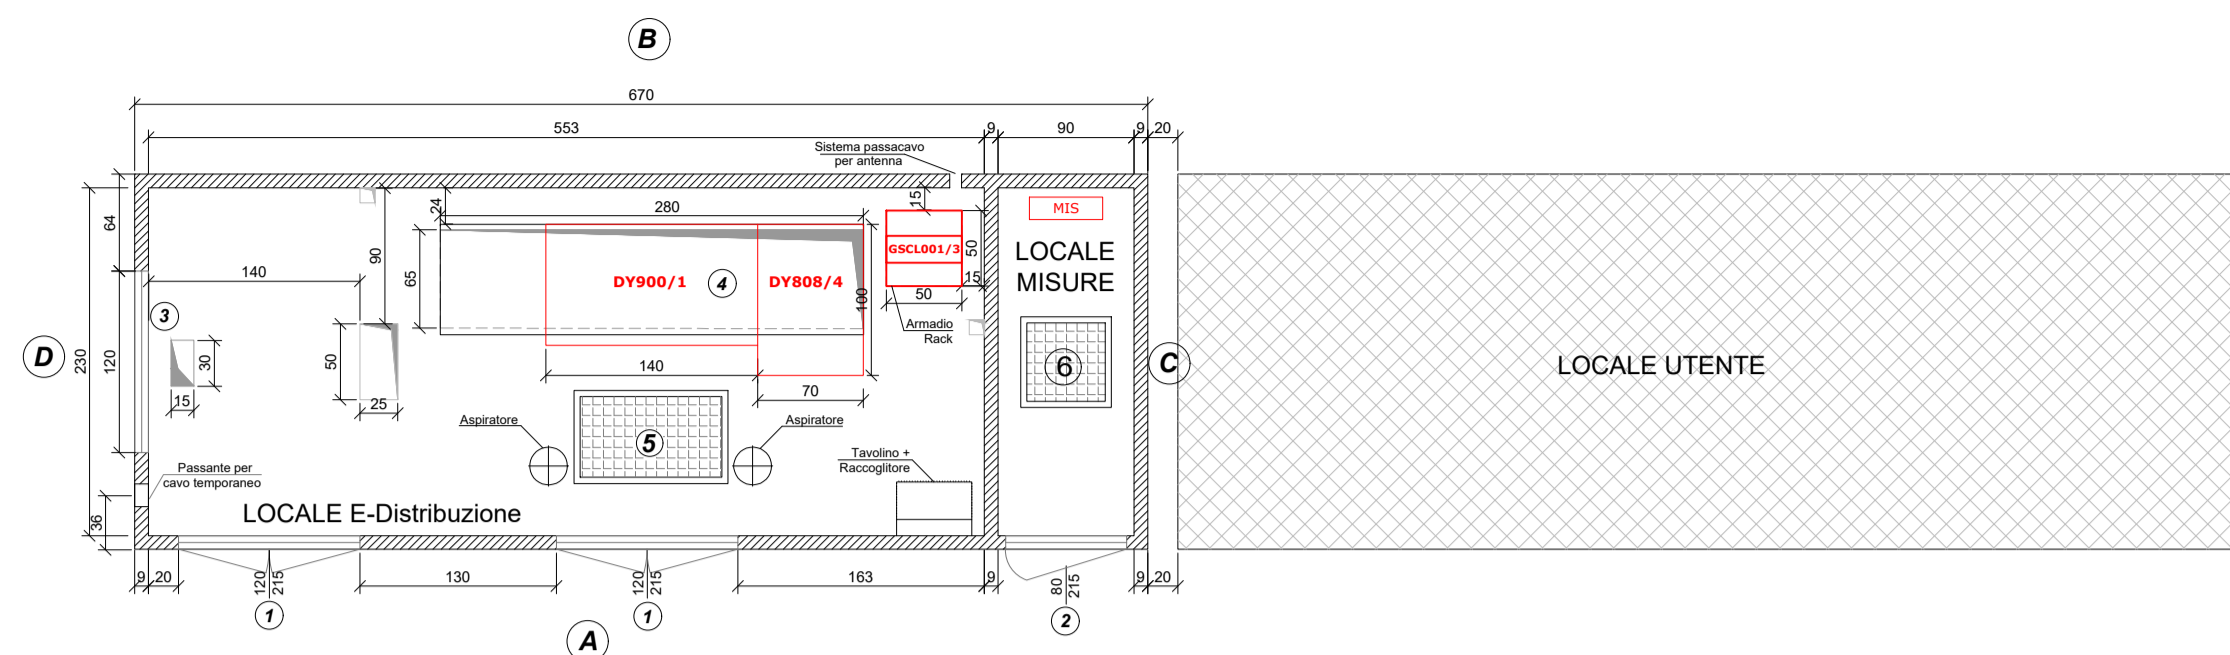 B
670
553
9
90
9
20
Sistema passacavo
per antenna
64
24
280
15
MIS
90
GSCL001/3
50
LOCALE
MISURE
140
65
DY900/1
4
DY808/4
100
15
50
3
Armadio
Rack
D
230
120
30
50
15
25
140
70
6
C
LOCALE UTENTE
Aspiratore
5
Aspiratore
Tavolino +
Raccoglitore
Passante per
cavo temporaneo
36
LOCALE E-Distribuzione
9
20
120
215
130
120
215
163
9
80
215
9
20
1
1
2
A